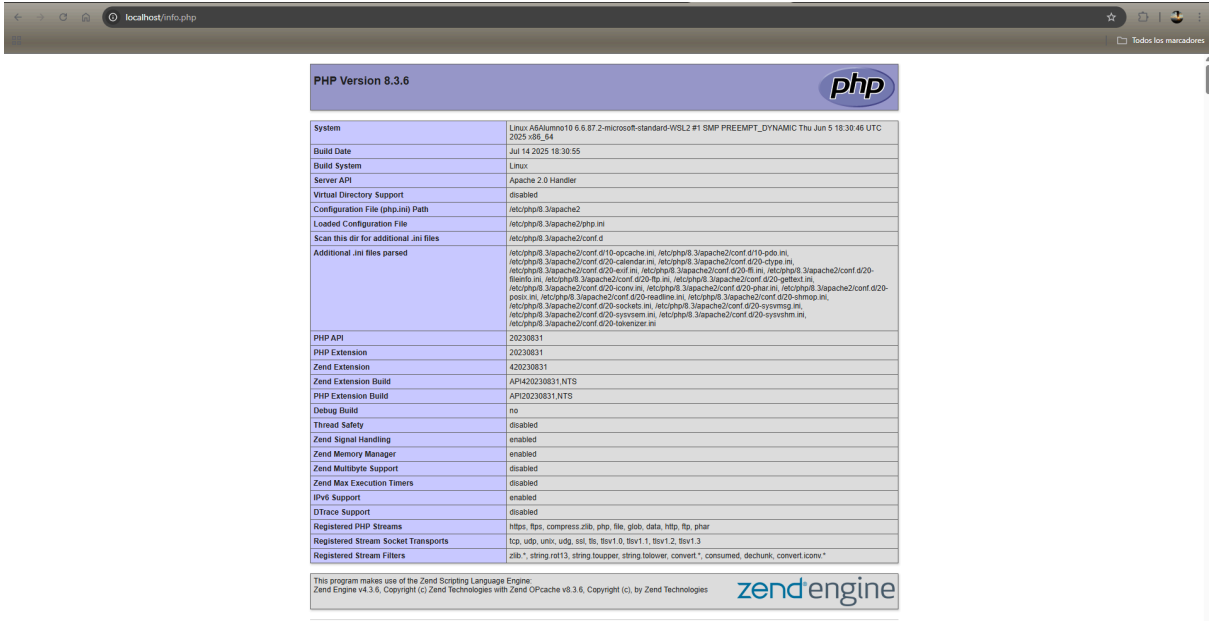 localhost/info.php
Todos los marcadores
PHP Version 8.3.6
php
System
Linux A6Alumno10 6.6.87.2-microsoft-standard-WSL2 #1 SMP PREEMPT_DYNAMIC Thu Jun 5 18:30:46 UTC
2025 x86_64
Build Date
Jul 14 2025 18:30:55
Build System
Linux
Server API
Apache 2.0 Handler
Virtual Directory Support
disabled
Configuration File (php.ini) Path
/etc/php/8.3/apache2
Loaded Configuration File
/etc/php/8.3/apache2/php.ini
Scan this dir for additional .ini files
/etc/php/8.3/apache2/conf.d
Additional .ini files parsed
/etc/php/8.3/apache2/conf.d/10-opcache.ini, /etc/php/8.3/apache2/conf.d/10-pdo.ini,
/etc/php/8.3/apache2/conf.d/20-calendar.ini, /etc/php/8.3/apache2/conf.d/20-ctype.ini,
/etc/php/8.3/apache2/conf.d/20-exif.ini, /etc/php/8.3/apache2/conf.d/20-ffi.ini, /etc/php/8.3/apache2/conf.d/20-
fileinfo.ini, /etc/php/8.3/apache2/conf.d/20-ftp.ini, /etc/php/8.3/apache2/conf.d/20-gettext.ini,
/etc/php/8.3/apache2/conf.d/20-iconv.ini, /etc/php/8.3/apache2/conf.d/20-phar.ini, /etc/php/8.3/apache2/conf.d/20-
posix.ini, /etc/php/8.3/apache2/conf.d/20-readline.ini, /etc/php/8.3/apache2/conf.d/20-shmop.ini,
/etc/php/8.3/apache2/conf.d/20-sockets.ini, /etc/php/8.3/apache2/conf.d/20-sysvmsg.ini,
/etc/php/8.3/apache2/conf.d/20-sysvsem.ini, /etc/php/8.3/apache2/conf.d/20-sysvshm.ini,
/etc/php/8.3/apache2/conf.d/20-tokenizer.ini
PHP API
20230831
PHP Extension
20230831
Zend Extension
420230831
Zend Extension Build
API420230831,NTS
PHP Extension Build
API20230831,NTS
Debug Build
no
Thread Safety
disabled
Zend Signal Handling
enabled
Zend Memory Manager
enabled
Zend Multibyte Support
disabled
Zend Max Execution Timers
disabled
IPv6 Support
enabled
DTrace Support
disabled
Registered PHP Streams
https, ftps, compress.zlib, php, file, glob, data, http, ftp, phar
Registered Stream Socket Transports
tcp, udp, unix, udg, ssl, tls, tlsv1.0, tlsv1.1, tlsv1.2, tlsv1.3
Registered Stream Filters
zlib.*, string.rot13, string.toupper, string.tolower, convert.*, consumed, dechunk, convert.iconv.*
This program makes use of the Zend Scripting Language Engine:
Zend Engine v4.3.6, Copyright (c) Zend Technologies with Zend OPcache v8.3.6, Copyright (c), by Zend Technologies
zend engine